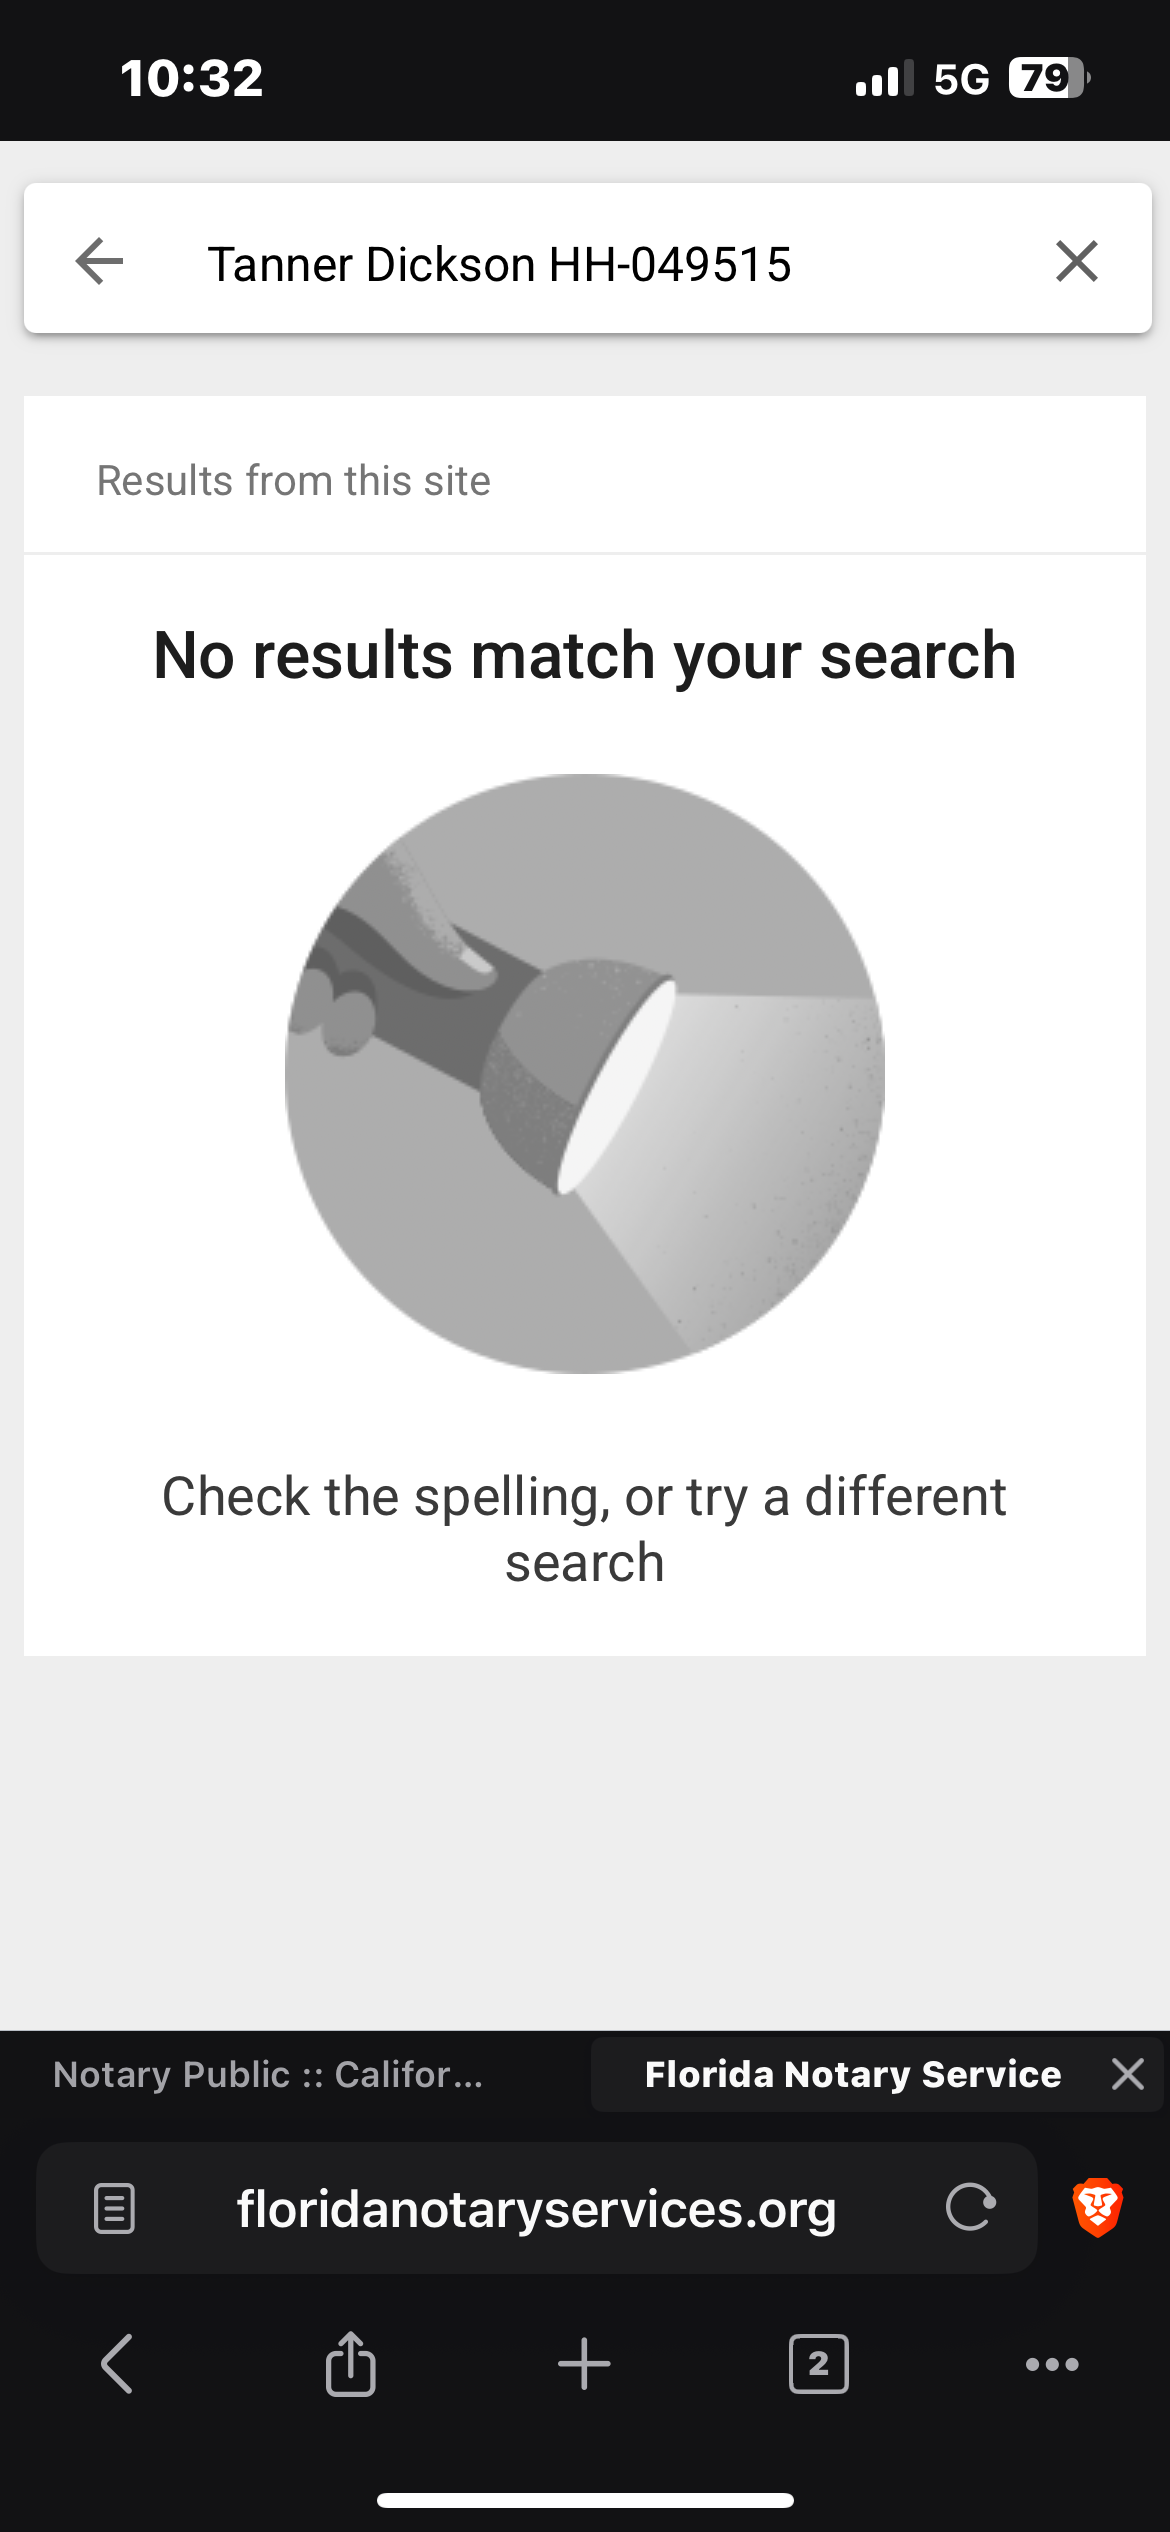 10:32
5G 79
Tanner Dickson HH-049515
Results from this site
No results match your search
Check the spelling, or try a different
search
Notary Public :: Califor...
Florida Notary Service
floridanotaryservices.org
2